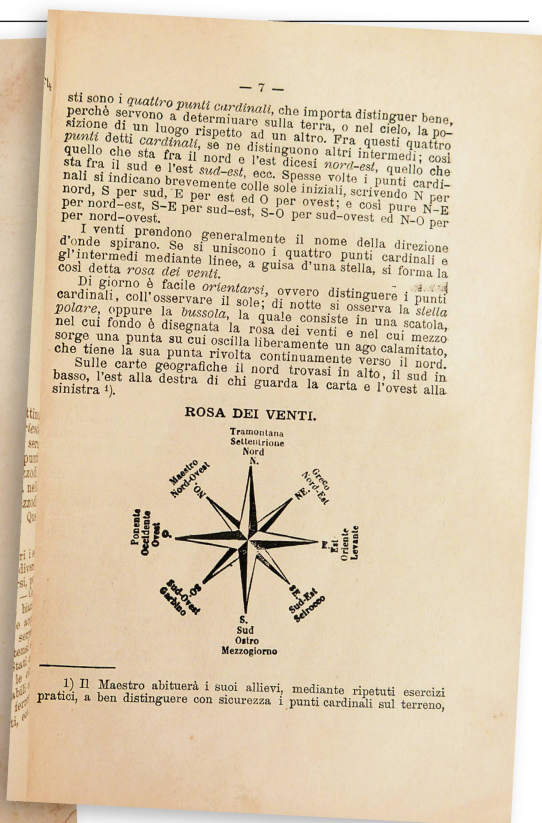 — 7 —
sti sono i quattro punti cardinali, che importa distinguer bene,
perchè servono a determinare sulla terra, o nel cielo, la po-
sizione di un luogo rispetto ad un altro. Fra questi quattro
punti detti cardinali, se ne distinguono altri intermedi; così
quello che sta fra il nord e l'est dicesi nord-est, quello che
sta fra il sud e l'est sud-est, ecc. Spesse volte i punti cardi-
nali si indicano brevemente colle sole iniziali, scrivendo N per
nord, S per sud, E per est ed O per ovest; e così pure N-E
per nord-est, S-E per sud-est, S-O per sud-ovest ed N-O per
per nord-ovest.
I venti prendono generalmente il nome della direzione
d'onde spirano. Se si uniscono i quattro punti cardinali e
gl'intermedi mediante linee, a guisa d'una stella, si forma la
così detta rosa dei venti.
Di giorno è facile orientarsi, ovvero distinguere i punti
cardinali, coll'osservare il sole; di notte si osserva la stella
polare, oppure la bussola, la quale consiste in una scatola,
nel cui fondo è disegnata la rosa dei venti e nel cui mezzo
sorge una punta su cui oscilla liberamente un ago calamitato,
che tiene la sua punta rivolta continuamente verso il nord.
Sulle carte geografiche il nord trovasi in alto, il sud in
basso, l'est alla destra di chi guarda la carta e l'ovest alla
sinistra ¹).
ROSA DEI VENTI.
Tramontana
Settentrione
Nord
N.
Maestro
Nord-Ovest
NO.
Greco
Nord-Est
NE.
Ponente
Occidente
Ovest
O.
E.
Est
Oriente
Levante
SO.
Sud-Ovest
Garbino
SE.
Sud-Est
Scirocco
S.
Sud
Ostro
Mezzogiorno
1) Il Maestro abituerà i suoi allievi, mediante ripetuti esercizi
pratici, a ben distinguere con sicurezza i punti cardinali sul terreno,